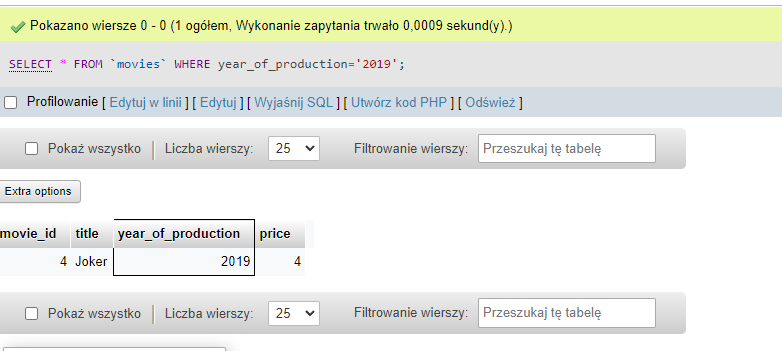 Pokazano wiersze 0 - 0 (1 ogółem, Wykonanie zapytania trwało 0,0009 sekund(y).)
SELECT * FROM `movies` WHERE year_of_production='2019';
Profilowanie [ Edytuj w linii ] [ Edytuj ] [ Wyjaśnij SQL ] [ Utwórz kod PHP ] [ Odśwież ]
Pokaż wszystko Liczba wierszy: 25 Filtrowanie wierszy: Przeszukaj tę tabelę
Extra options
movie_id title year_of_production price
4 Joker 2019 4
Pokaż wszystko Liczba wierszy: 25 Filtrowanie wierszy: Przeszukaj tę tabelę